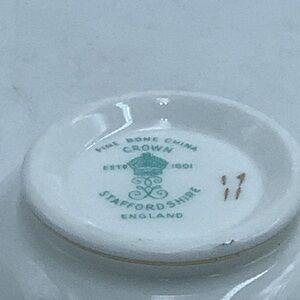 FINE BONE CHINA
CROWN
ESTD 1801
STAFFORDSHIRE
ENGLAND